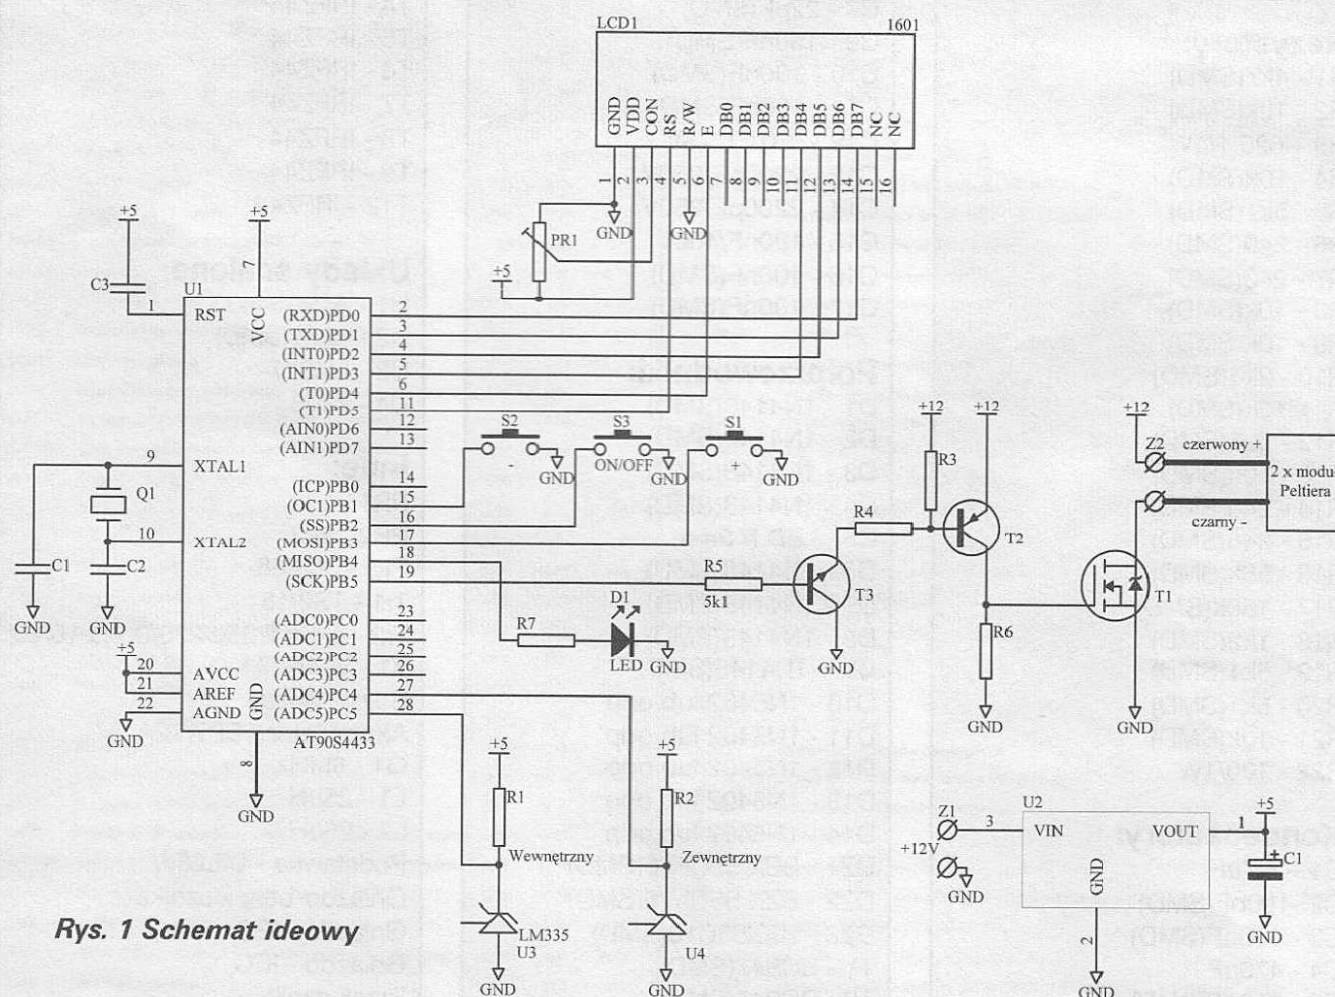 LCD1
1601
GND
VDD
CON
RS
R/W
E
DB0
DB1
DB2
DB3
DB4
DB5
DB6
DB7
NC
NC
1
2
3
4
5
6
7
8
9
10
11
12
13
14
15
16
GND
GND
PR1
+5
+5
+5
C3
U1
1
7
RST
VCC
(RXD)PD0 2
(TXD)PD1 3
(INT0)PD2 4
(INT1)PD3 5
(T0)PD4 6
(T1)PD5 11
(AIN0)PD6 12
(AIN1)PD7 13
(ICP)PB0 14
(OC1)PB1 15
(SS)PB2 16
(MOSI)PB3 17
(MISO)PB4 18
(SCK)PB5 19
(ADC0)PC0 23
(ADC1)PC1 24
(ADC2)PC2 25
(ADC3)PC3 26
(ADC4)PC4 27
(ADC5)PC5 28
9 XTAL1
Q1
10 XTAL2
C1
C2
GND
GND
+5
20 AVCC
21 AREF
22 AGND
GND
GND
8
GND
AT90S4433
S2
-
GND
S3
ON/OFF
GND
S1
+
GND
+12
+12
R3
R4
T2
R5
5k1
T3
GND
R6
GND
R7
D1
LED
GND
+12
Z2
czerwony +
czarny -
2 x modu
Peltiera
T1
GND
+5
R1
Wewnętrzny
LM335
U3
GND
+5
R2
Zewnętrzny
U4
GND
Z1
+12V
GND
3
U2
VIN
VOUT
GND
1
2
GND
+5
+
C1
GND
Rys. 1 Schemat ideowy